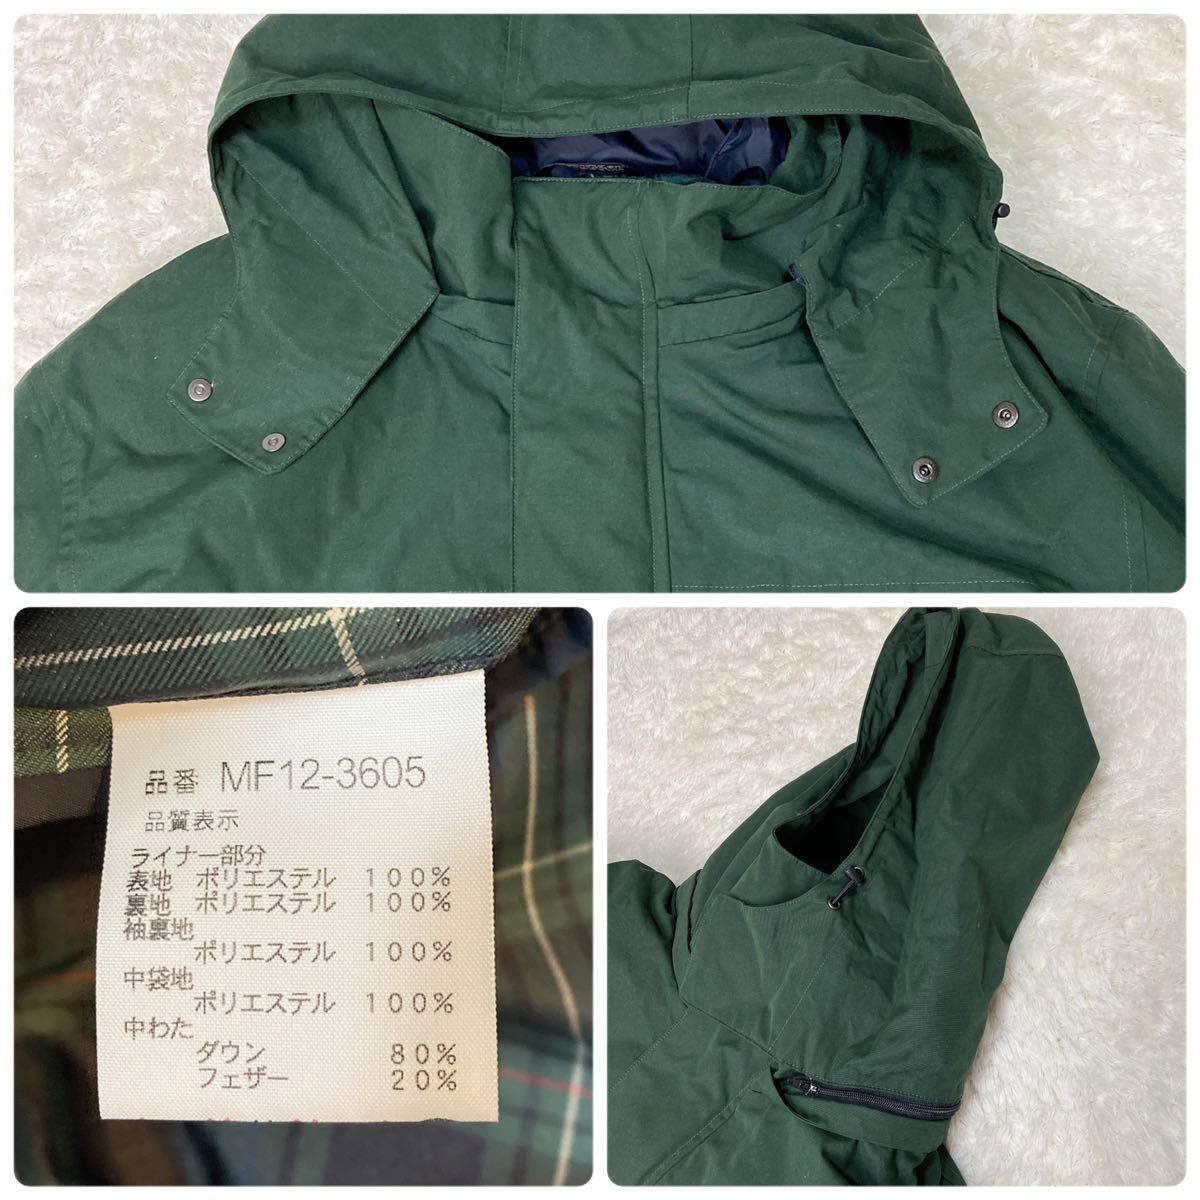 品番 MF12-3605
品質表示
ライナー部分
表地 ポリエステル 100%
裏地 ポリエステル 100%
袖裏地
ポリエステル 100%
中袋地
ポリエステル 100%
中わた
ダウン 80%
フェザー 20%